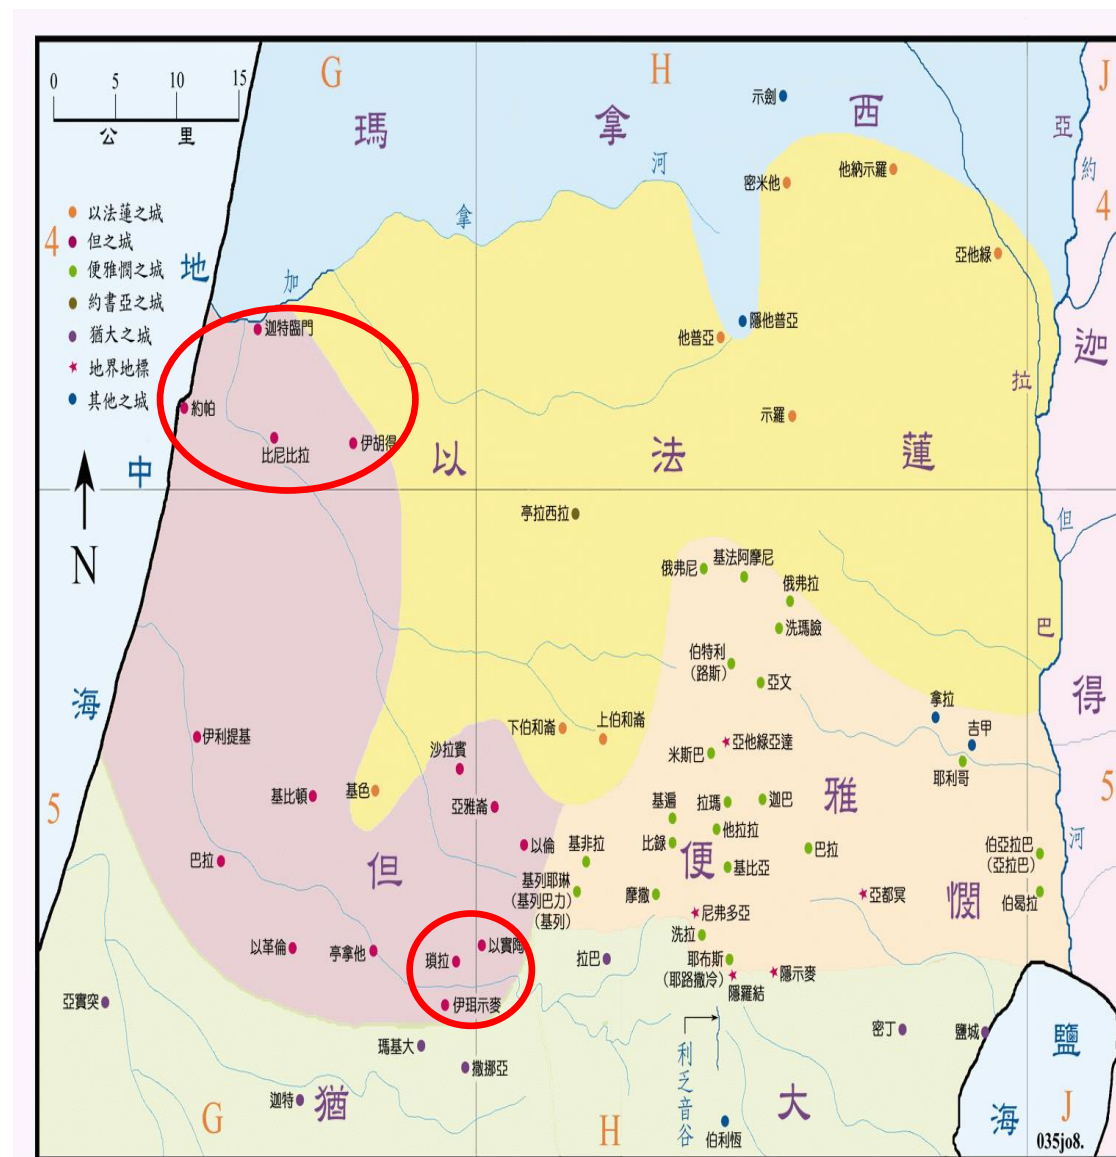 G
H
J
0 5 10 15
公里
瑪拿西
示劍
亞
約
河
拿
加
密米他
他納示羅
4
4
以法蓮之城
但之城
便雅憫之城
約書亞之城
猶大之城
地界地標
其他之城
地
中
海
亞他綠
迦特臨門
隱他普亞
他普亞
迦
得
拉
約帕
比尼比拉
伊胡得
示羅
以法蓮
N
亭拉西拉
但
俄弗尼
基法阿摩尼
俄弗拉
洗瑪臉
巴
伯特利
(路斯)
亞文
拿拉
吉甲
耶利哥
伊利提基
下伯和崙
上伯和崙
亞他綠亞達
米斯巴
沙拉賓
基比頓
基色
亞雅崙
5
5
基遍
拉瑪
迦巴
雅
他拉拉
比錄
便
以倫
基非拉
巴拉
但
基比亞
巴拉
伯亞拉巴
(亞拉巴)
河
基列耶琳
(基列巴力)
(基列)
摩撒
亞都冥
憫
伯曷拉
尼弗多亞
洗拉
以革倫
亭拿他
瑣拉
以實陶
拉巴
耶布斯
(耶路撒冷)
隱示麥
隱羅結
亞實突
伊珥示麥
瑪基大
撒挪亞
利乏音谷
密丁
鹽城
鹽
海
迦特
猶
大
G
H
J
伯利恆
035jo8.